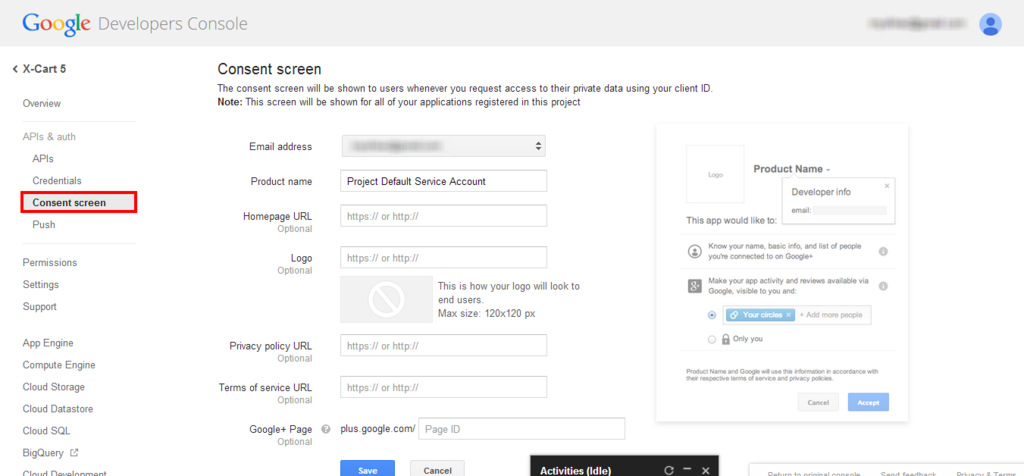 Google Developers Console
X-Cart 5
Overview
APIs & auth
APIs
Credentials
Consent screen
Push
Permissions
Settings
Support
App Engine
Compute Engine
Cloud Storage
Cloud Datastore
Cloud SQL
BigQuery
Cloud Development
Consent screen
The consent screen will be shown to users whenever you request access to their private data using your client ID.
Note: This screen will be shown for all of your applications registered in this project
Email address
Product name
Project Default Service Account
Homepage URL
https:// or http://
Optional
Logo
https:// or http://
Optional
This is how your logo will look to
end users.
Max size: 120x120 px
Privacy policy URL
https:// or http://
Optional
Terms of service URL
https:// or http://
Optional
Google+ Page
plus.google.com/ Page ID
Optional
Save Cancel
Logo
Product Name
Developer info
email:
This app would like to:
Know your name, basic info, and list of people
you're connected to on Google+
Make your app activity and reviews available via
Google, visible to you and:
Your circles × + Add more people
Only you
Product Name and Google will use this information in accordance with
their respective terms of service and privacy policies.
Cancel Accept
Activities (Idle)
Return to original console Send feedback Privacy & Terms